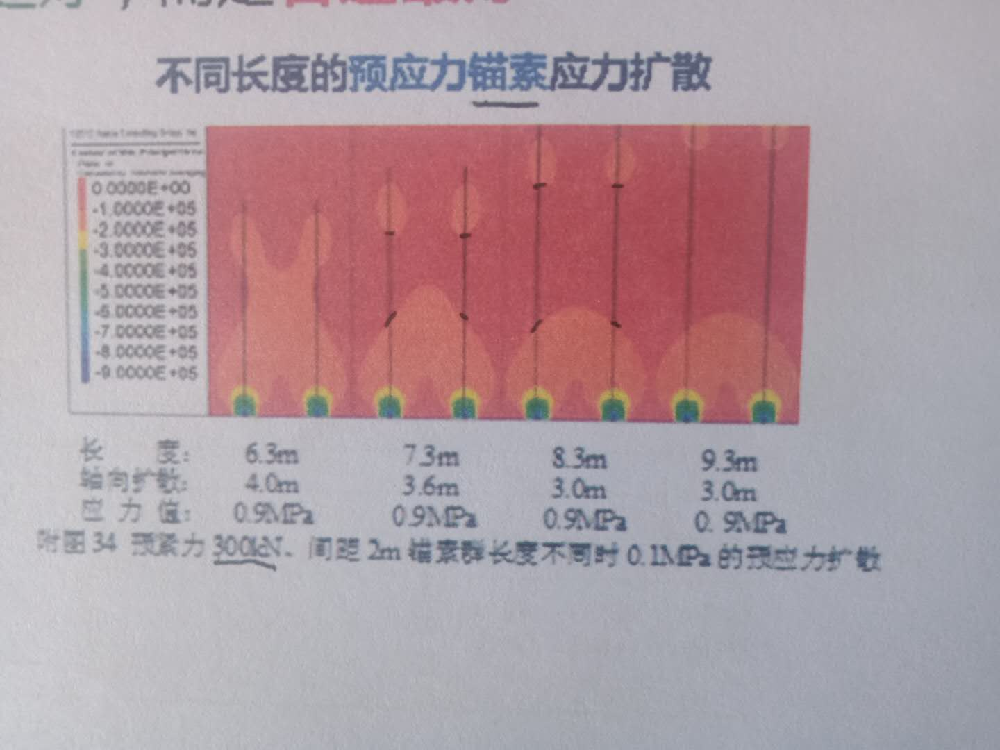 不同长度的预应力锚索应力扩散
0.0000E+00
-1.0000E+05
-2.0000E+05
-3.0000E+05
-4.0000E+05
-5.0000E+05
-6.0000E+05
-7.0000E+05
-8.0000E+05
-9.0000E+05
长 度: 6.3m 7.3m 8.3m 9.3m
轴向扩散: 4.0m 3.6m 3.0m 3.0m
应 力 值: 0.9MPa 0.9MPa 0.9MPa 0.9MPa
附图 34 预紧力 300kN、间距 2m 锚索群长度不同时 0.1MPa 的预应力扩散